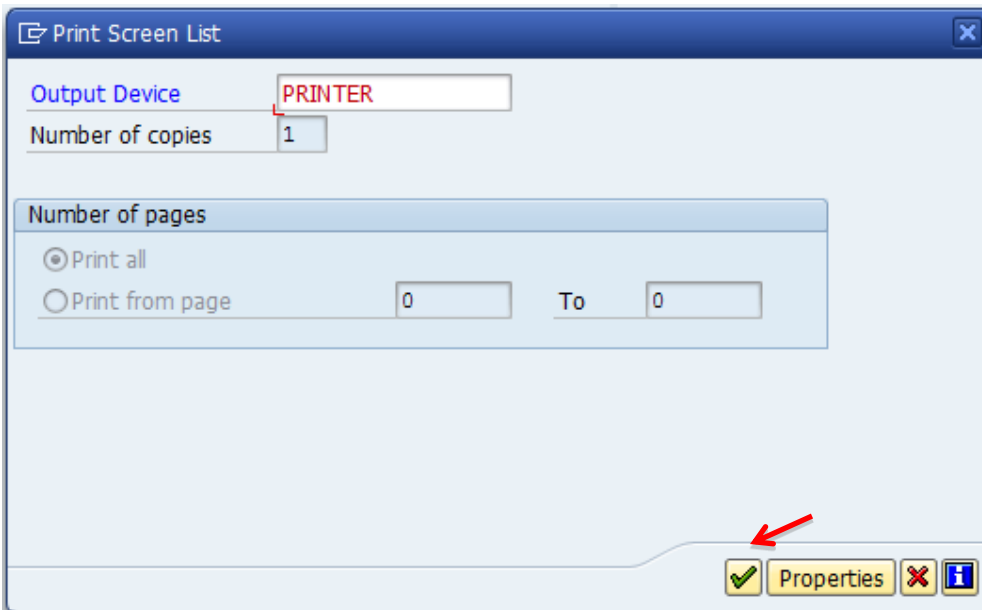 Print Screen List
Output Device PRINTER
Number of copies 1
Number of pages
Print all
Print from page 0 To 0
Properties